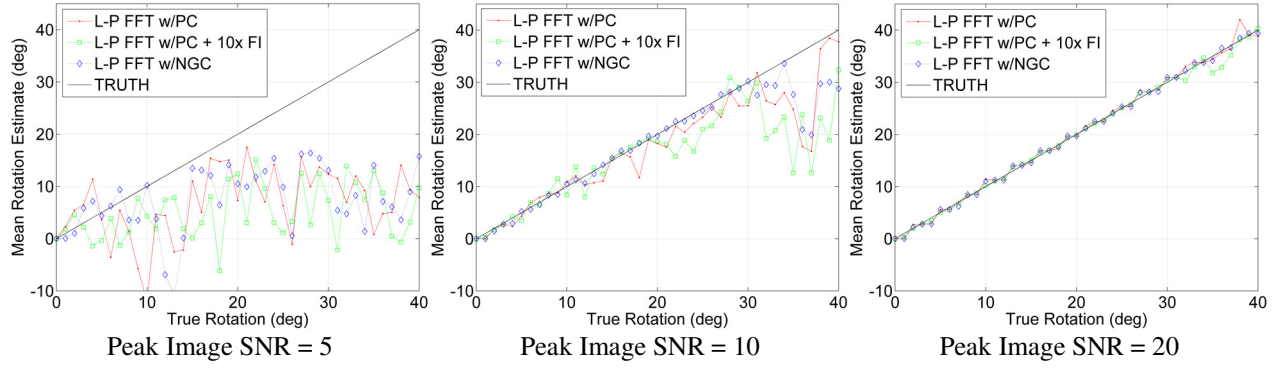 40
30
20
10
0
-10
Mean Rotation Estimate (deg)
L-P FFT w/PC
L-P FFT w/PC + 10x FI
L-P FFT w/NGC
TRUTH
0 10 20 30 40
True Rotation (deg)
Peak Image SNR = 5
40
30
20
10
0
-10
Mean Rotation Estimate (deg)
L-P FFT w/PC
L-P FFT w/PC + 10x FI
L-P FFT w/NGC
TRUTH
0 10 20 30 40
True Rotation (deg)
Peak Image SNR = 10
40
30
20
10
0
-10
Mean Rotation Estimate (deg)
L-P FFT w/PC
L-P FFT w/PC + 10x FI
L-P FFT w/NGC
TRUTH
0 10 20 30 40
True Rotation (deg)
Peak Image SNR = 20